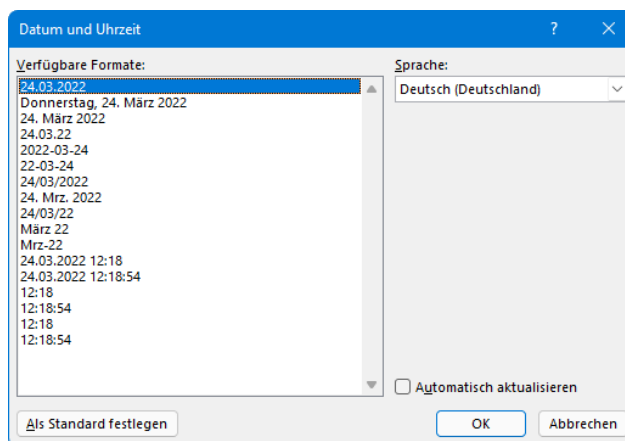 Datum und Uhrzeit
Verfügbare Formate:
24.03.2022
Donnerstag, 24. März 2022
24. März 2022
24.03.22
2022-03-24
22-03-24
24/03/2022
24. Mrz. 2022
24/03/22
März 22
Mrz-22
24.03.2022 12:18
24.03.2022 12:18:54
12:18
12:18:54
12:18
12:18:54
Sprache:
Deutsch (Deutschland)
Automatisch aktualisieren
Als Standard festlegen
OK
Abbrechen